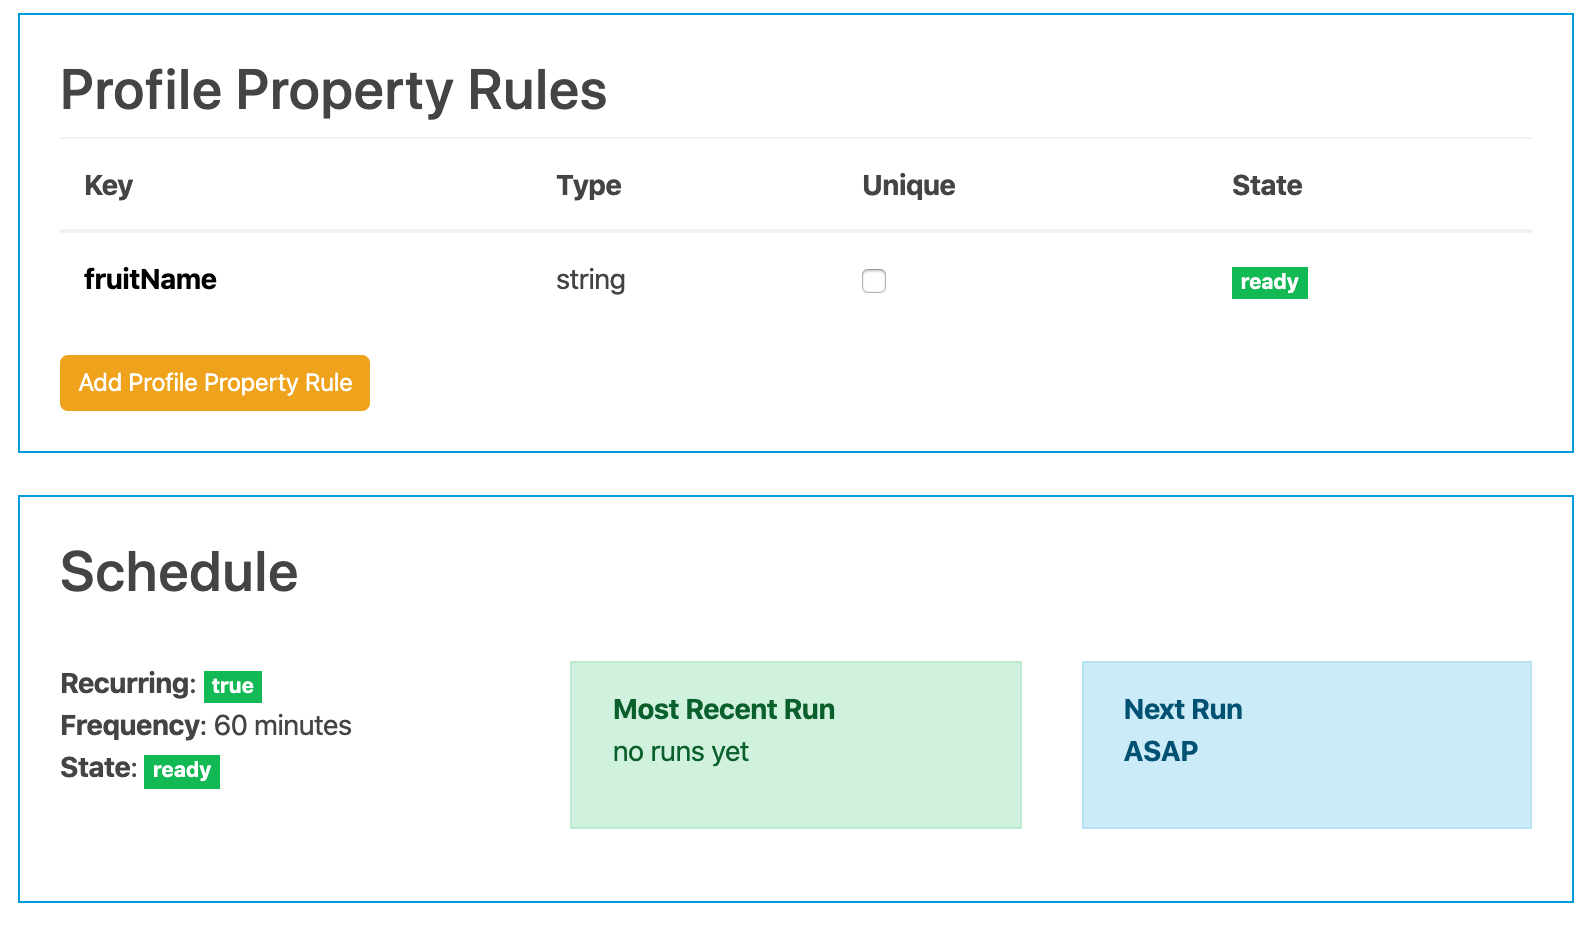 Profile Property Rules
Key Type Unique State
fruitName string ready
Add Profile Property Rule
Schedule
Recurring: true
Frequency: 60 minutes
State: ready
Most Recent Run
no runs yet
Next Run
ASAP